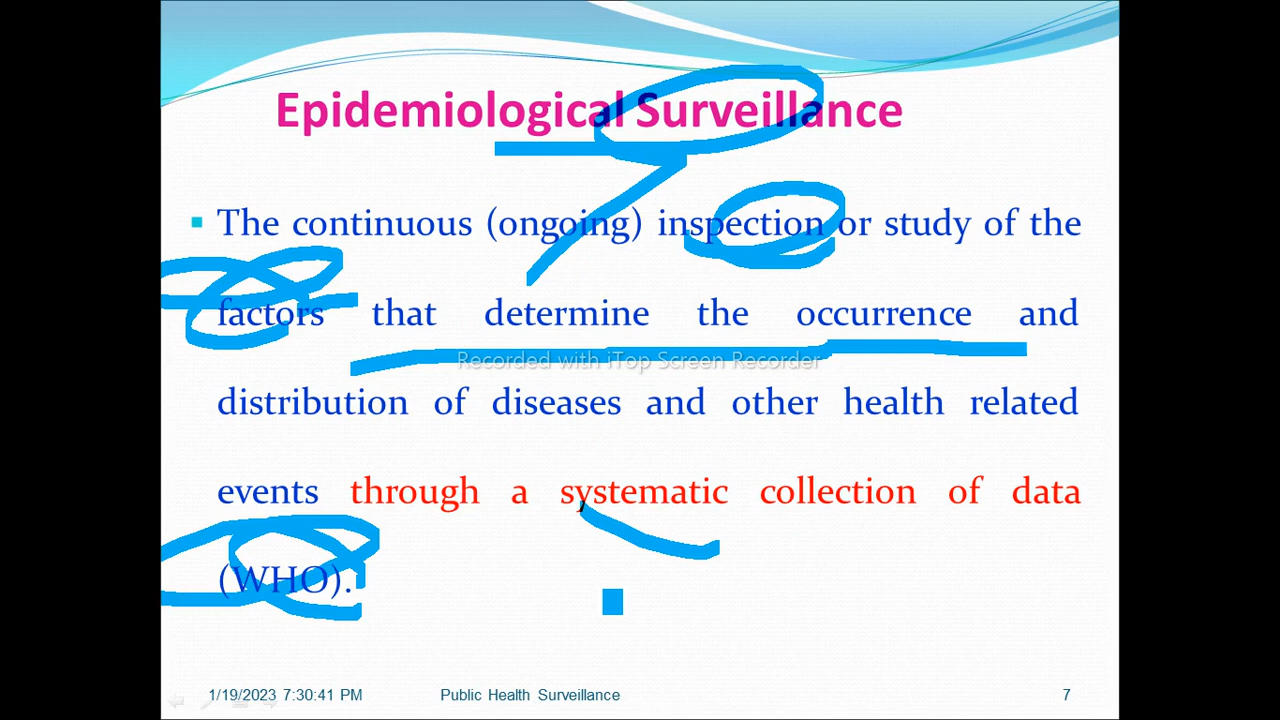 Epidemiological Surveillance
▪ The continuous (ongoing) inspection or study of the
factors that determine the occurrence and
Recorded with iTop Screen Recorder
distribution of diseases and other health related
events through a systematic collection of data
(WHO).
1/19/2023 7:30:41 PM Public Health Surveillance 7